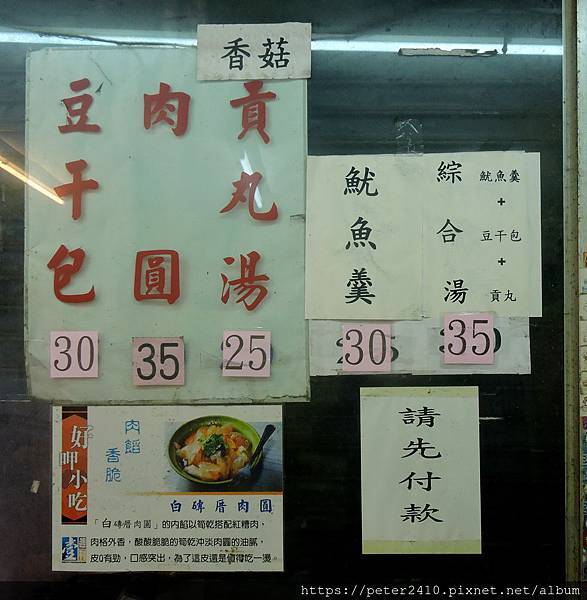 香菇
貢丸湯
25
肉圓
35
豆干包
30
魷魚羹
30
綜合湯
魷魚羹
+
豆干包
+
貢丸
35
請先付款
好呷小吃
肉餡
香脆
白磚厝肉圓
「白磚厝肉圓」的內餡以筍乾搭配紅糟肉，
肉格外香，酸酸脆脆的筍乾沖淡肉圓的油膩，
皮Q有勁，口感突出，為了這皮還是值得吃一燙。
https://peter2410.pixnet.net/album